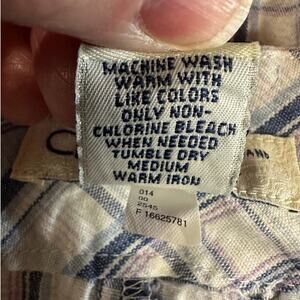 MACHINE WASH
WARM WITH
LIKE COLORS
ONLY NON-
CHLORINE BLEACH
WHEN NEEDED
TUMBLE DRY
MEDIUM
WARM IRON
014
00
2545
F 16625781
AND